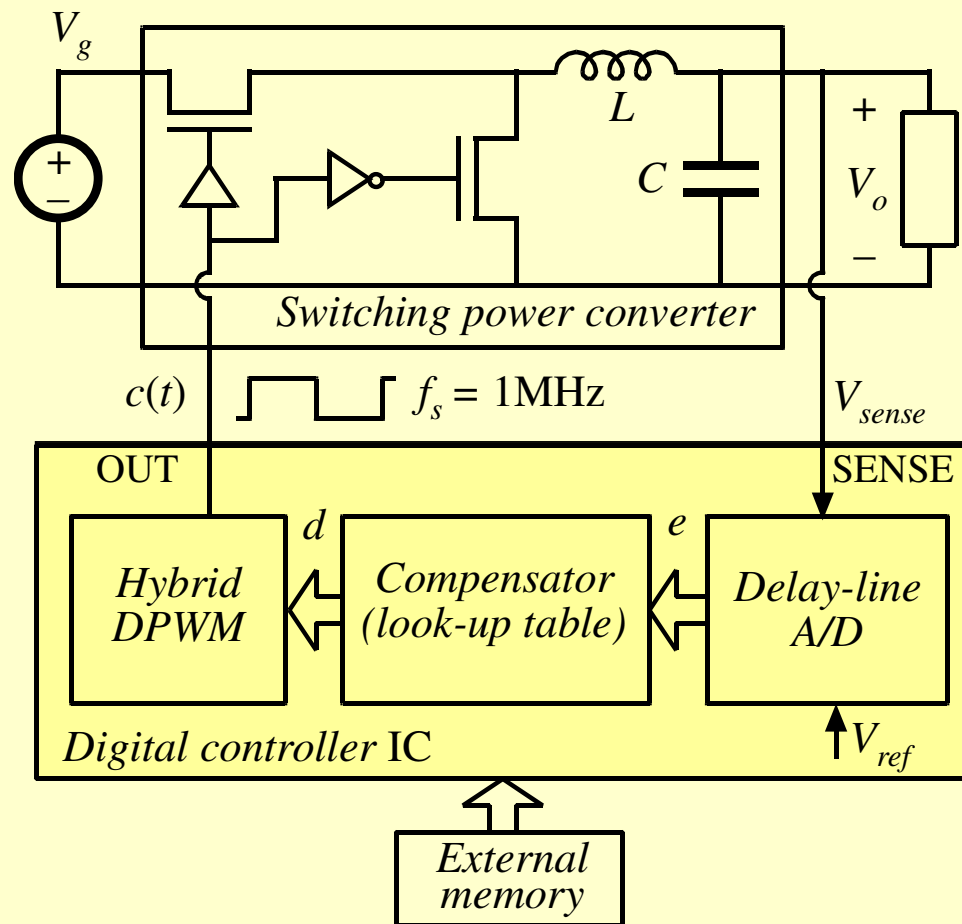 V_g
+
−
L
C
+
V_o
−
Switching power converter
c(t)
f_s = 1MHz
V_sense
OUT
SENSE
d
e
Hybrid
DPWM
Compensator
(look-up table)
Delay-line
A/D
Digital controller IC
V_ref
External
memory